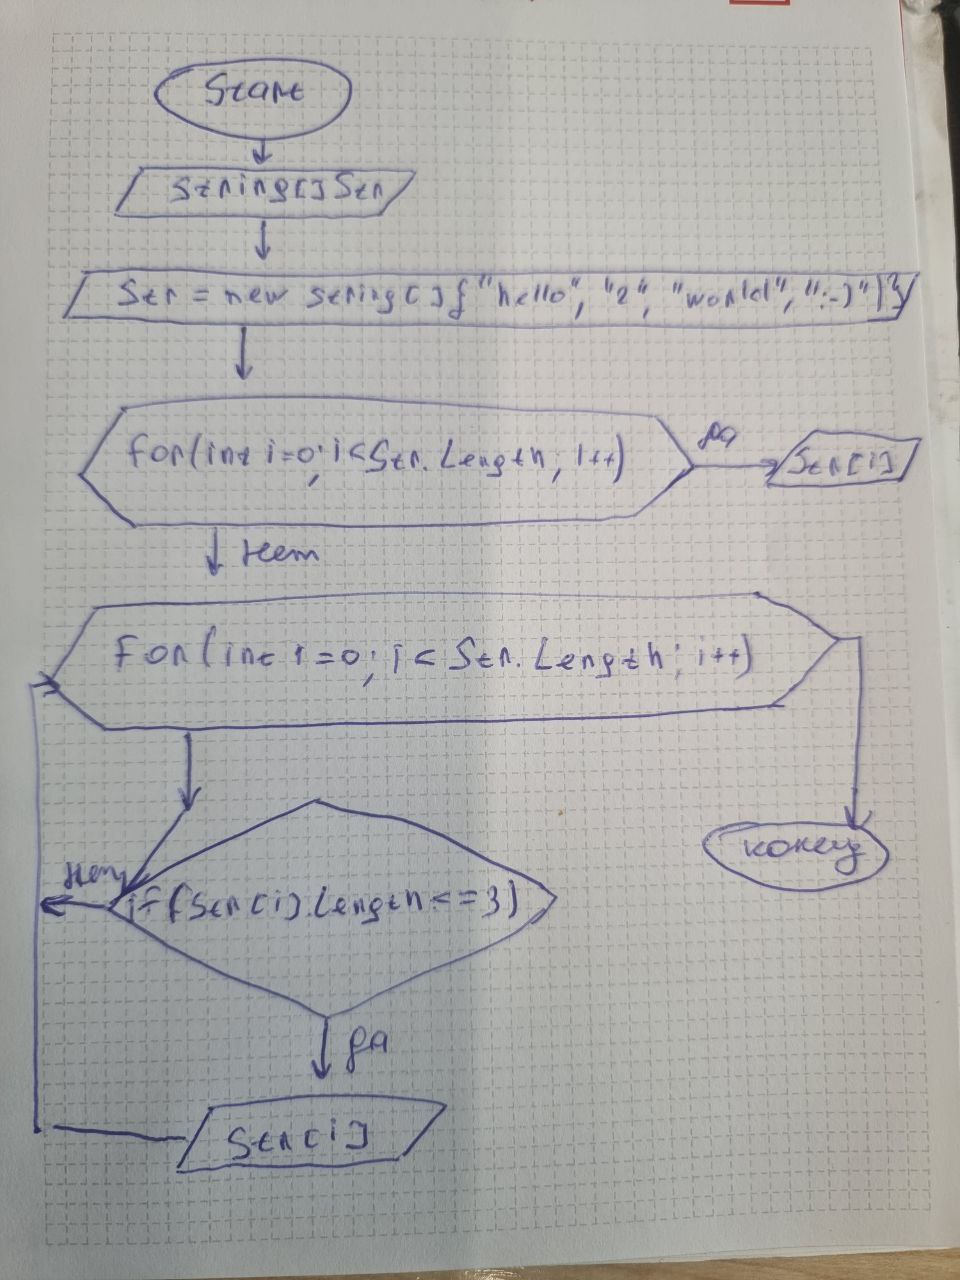 Start
String[] Str
Str = new string[]{"hello", "2", "world", ":-)"}
for(int i=0; i<Str.Length; i++)
да
Str[i]
нет
for(int i=0; i < Str.Length; i++)
конец
нет
if(Str[i].Length<==3)
да
Str[i]